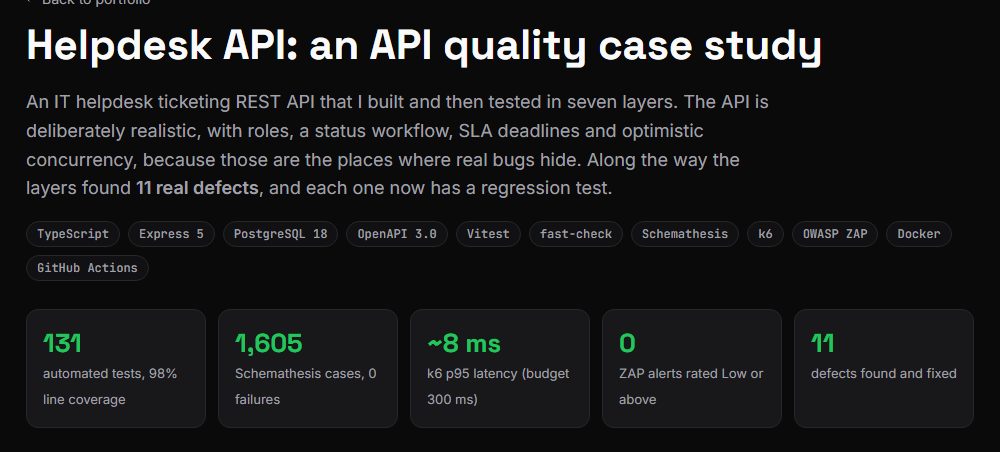 ← Back to portfolio
Helpdesk API: an API quality case study
An IT helpdesk ticketing REST API that I built and then tested in seven layers. The API is
deliberately realistic, with roles, a status workflow, SLA deadlines and optimistic
concurrency, because those are the places where real bugs hide. Along the way the
layers found 11 real defects, and each one now has a regression test.
TypeScript Express 5 PostgreSQL 18 OpenAPI 3.0 Vitest fast-check Schemathesis k6 OWASP ZAP Docker
GitHub Actions
131
automated tests, 98%
line coverage
1,605
Schemathesis cases, 0
failures
~8 ms
k6 p95 latency (budget
300 ms)
0
ZAP alerts rated Low or
above
11
defects found and fixed